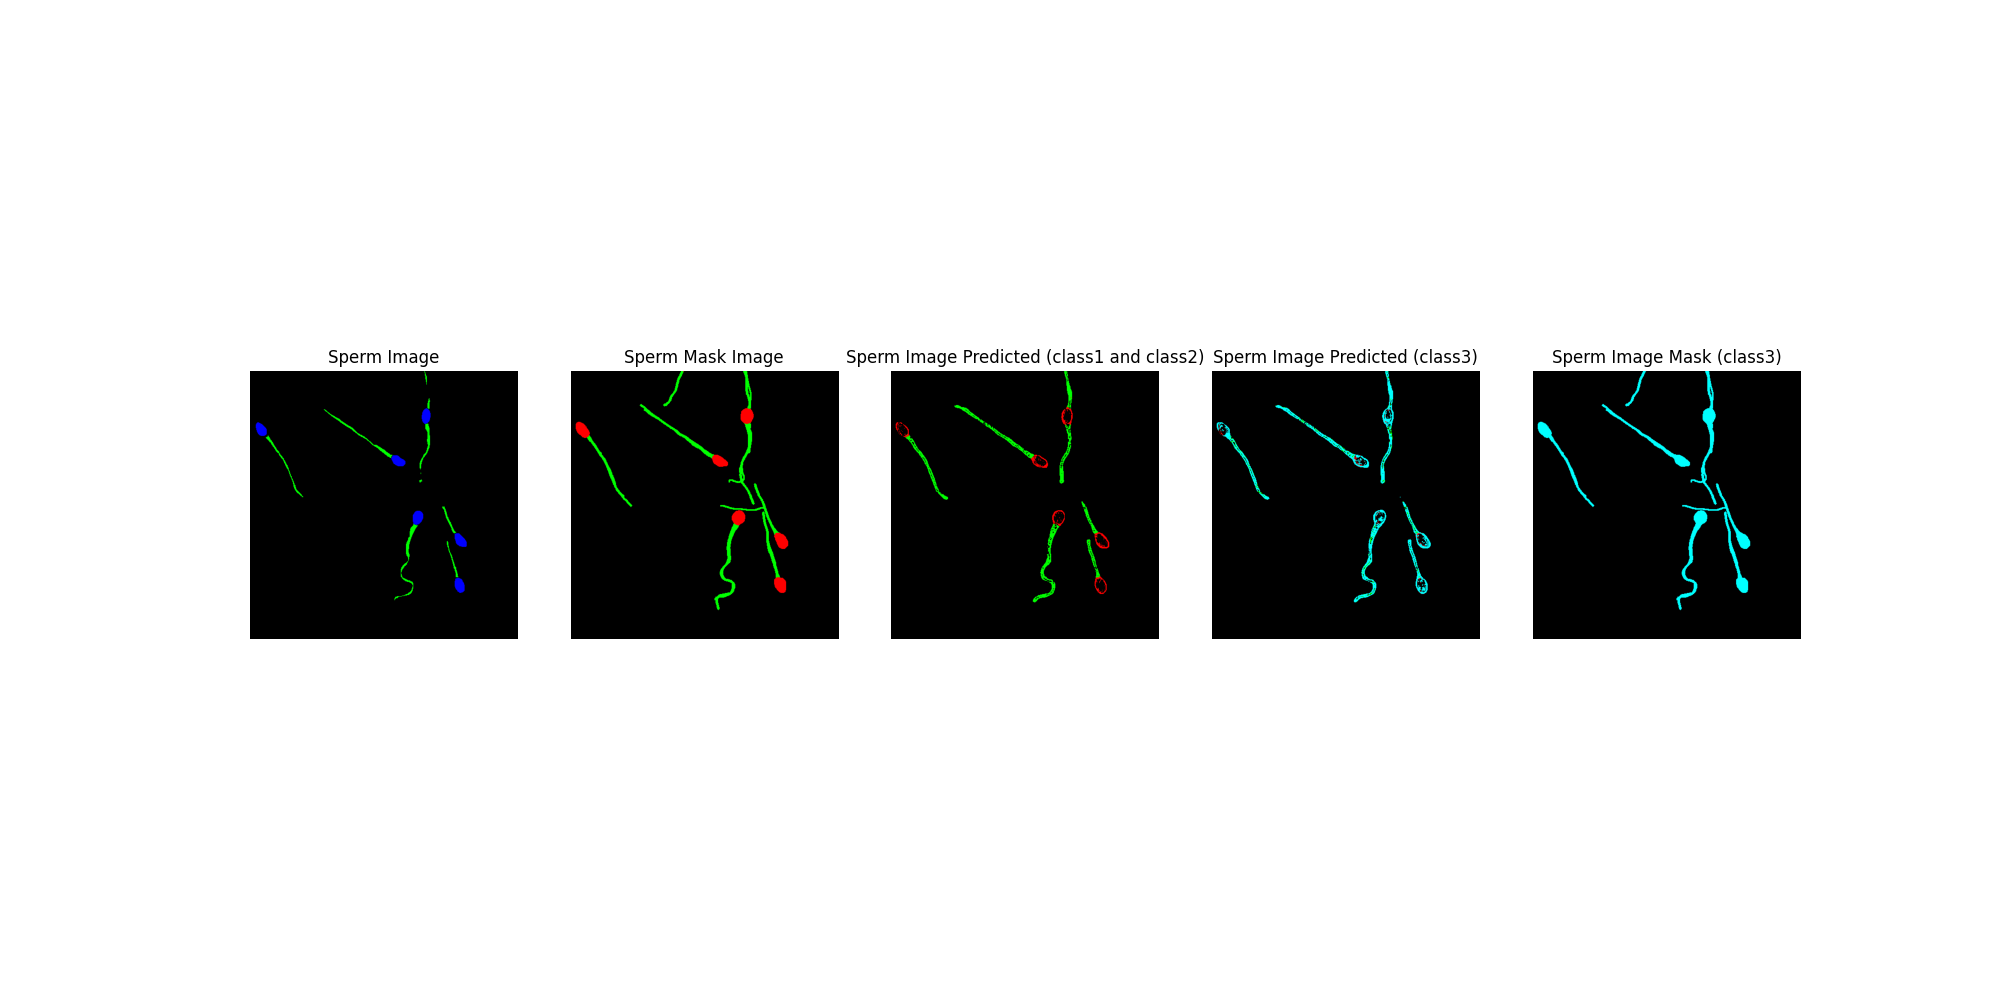 Sperm Image
Sperm Mask Image
Sperm Image Predicted (class1 and class2)
Sperm Image Predicted (class3)
Sperm Image Mask (class3)